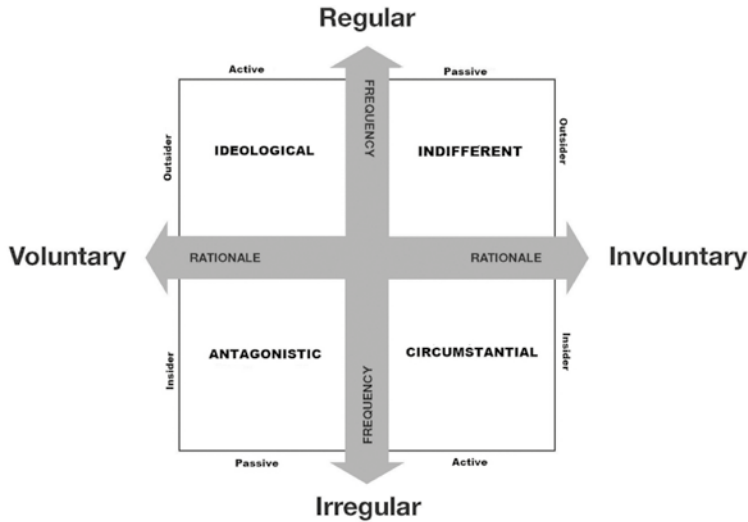 Regular
Active
Passive
FREQUENCY
Outsider
IDEOLOGICAL
INDIFFERENT
Outsider
Voluntary
RATIONALE
RATIONALE
Involuntary
Insider
ANTAGONISTIC
CIRCUMSTANTIAL
Insider
FREQUENCY
Passive
Active
Irregular